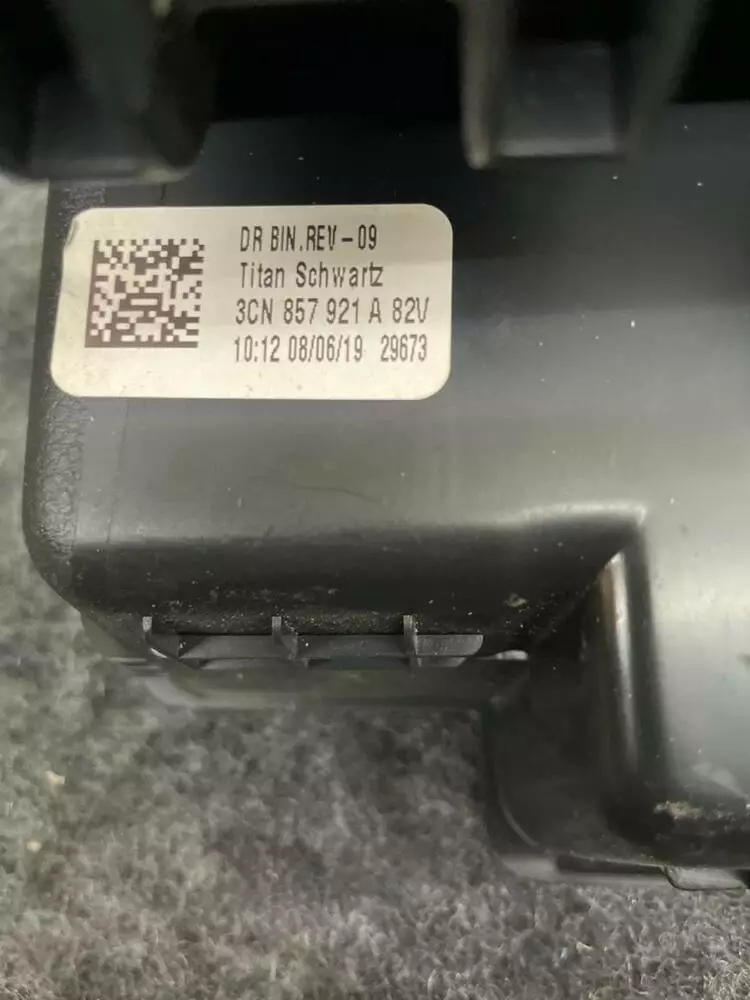 DR BIN.REV-09
Titan Schwartz
3CN 857 921 A 82V
10:12 08/06/19 29673